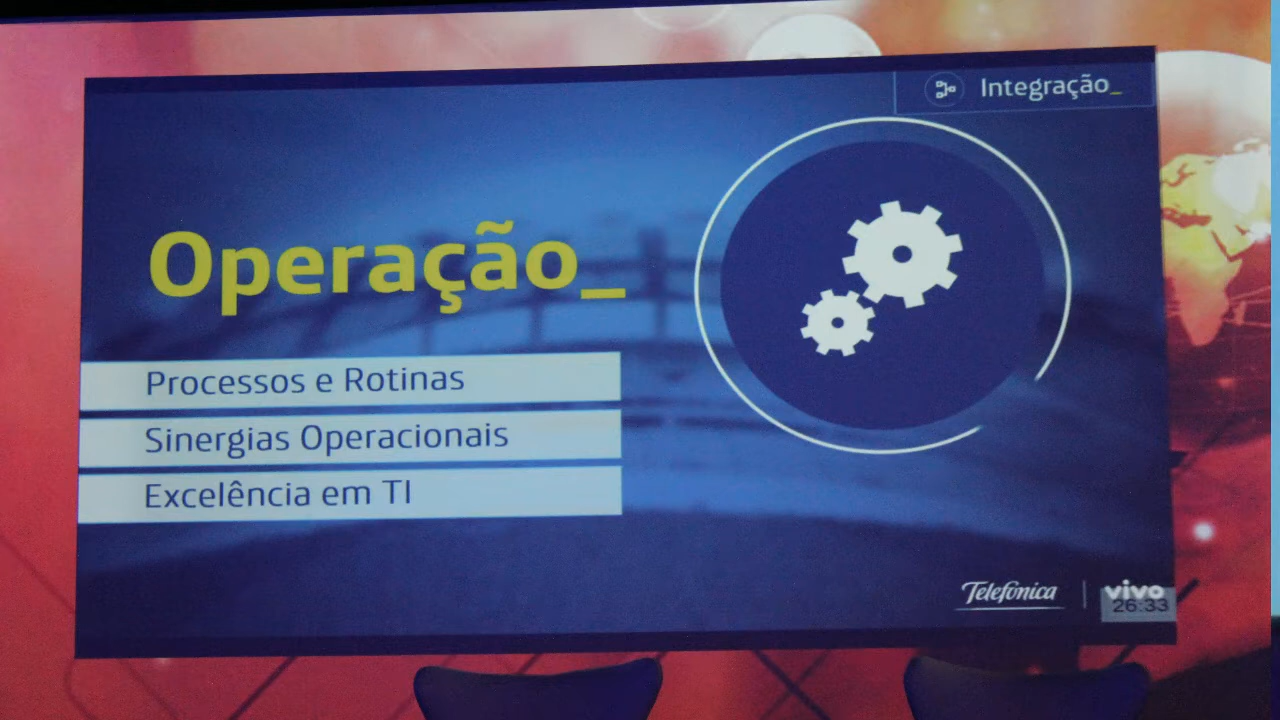 Integração_
Operação_
Processos e Rotinas
Sinergias Operacionais
Excelência em TI
Telefónica | vivo
26:33